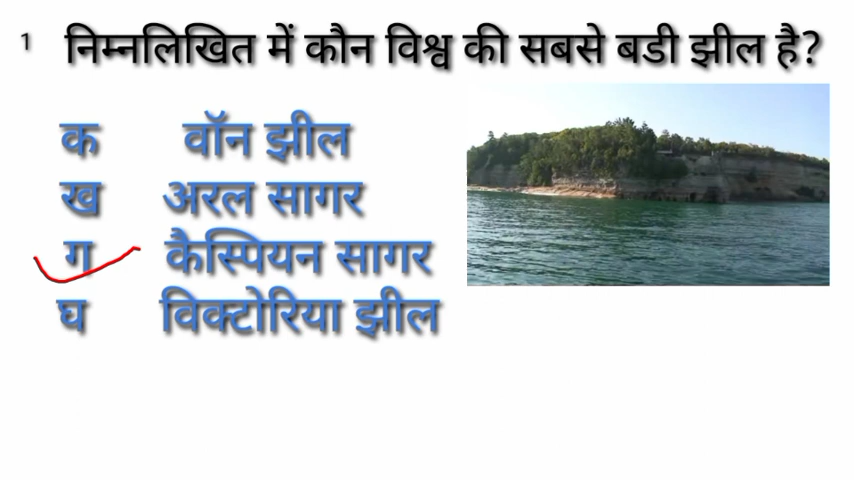 1 निम्नलिखित में कौन विश्व की सबसे बडी झील है?
क वॉन झील
ख अरल सागर
ग कैस्पियन सागर
घ विक्टोरिया झील